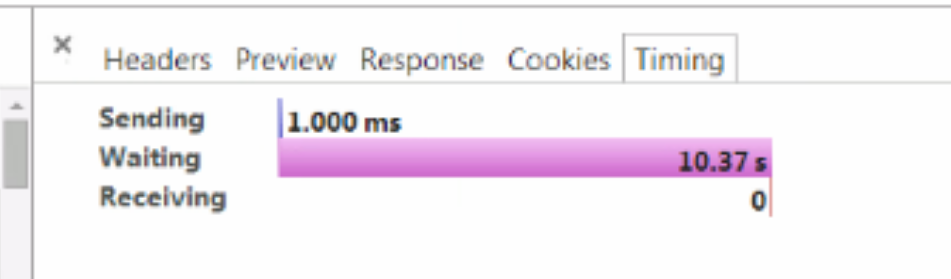 × Headers Preview Response Cookies Timing
Sending 1.000 ms
Waiting 10.37 s
Receiving 0